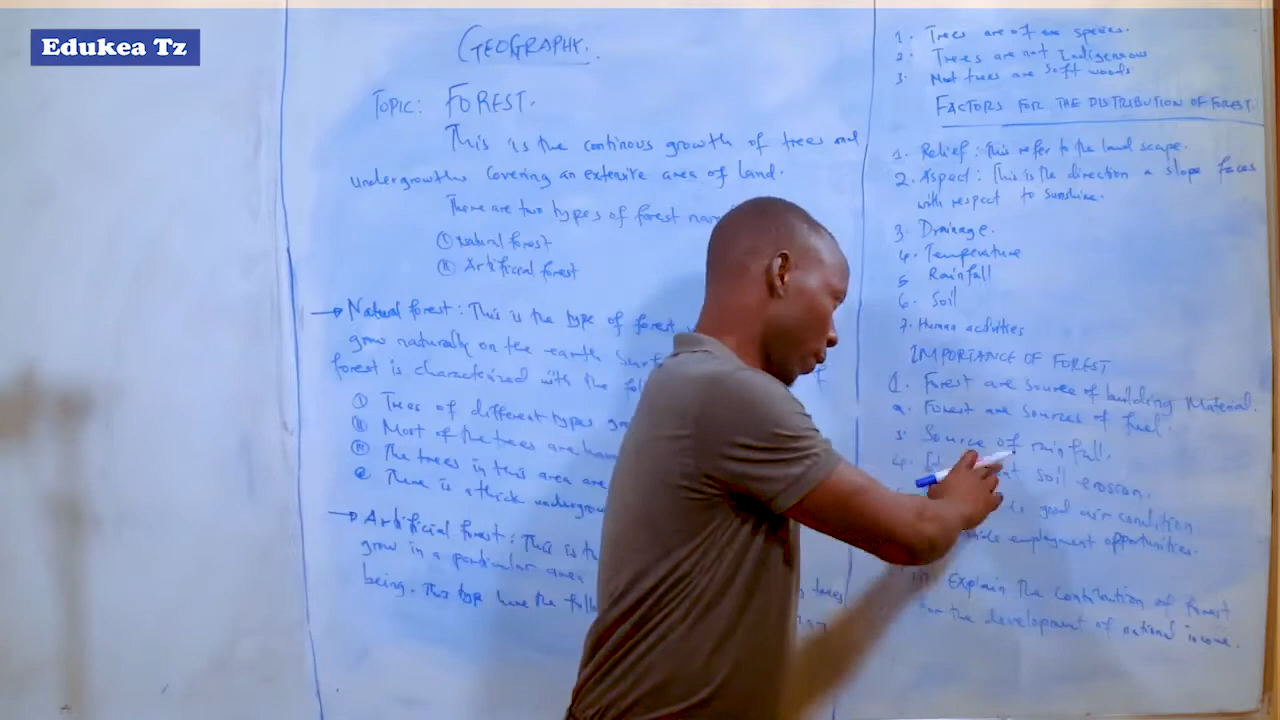 Edukea Tz
GEOGRAPHY.
TOPIC: FOREST.
This is the continous growth of trees and
undergrowths covering an extensive area of land.
There are two types of forest
(I) Natural forest
(II) Artificial forest
→ Natural forest: This is the type of forest
grow naturally on the earth
forest is characterized with the
Trees of different types
Most of the trees are
The trees in this area are
There is a thick
→ Artificial forest: This is
grow in a particular area
being. This type have the
trees
1. Trees are of one species.
2. Trees are not Indigenous
3. Most trees are soft woods
FACTORS FOR THE DISTRIBUTION OF FOREST.
1. Relief: This refer to the land scape.
2. Aspect: This is the direction a slope faces
with respect to sunshine.
3. Drainage.
4. Temperature
5 Rainfall
6. Soil
7. Human activities
IMPORTANCE OF FOREST
1. Forest are source of building Material.
2. Forest are sources of fuel.
3. Source of rainfall.
4. soil erosion.
good air condition
employment opportunities.
Explain the contribution of forest
on the development of national income.